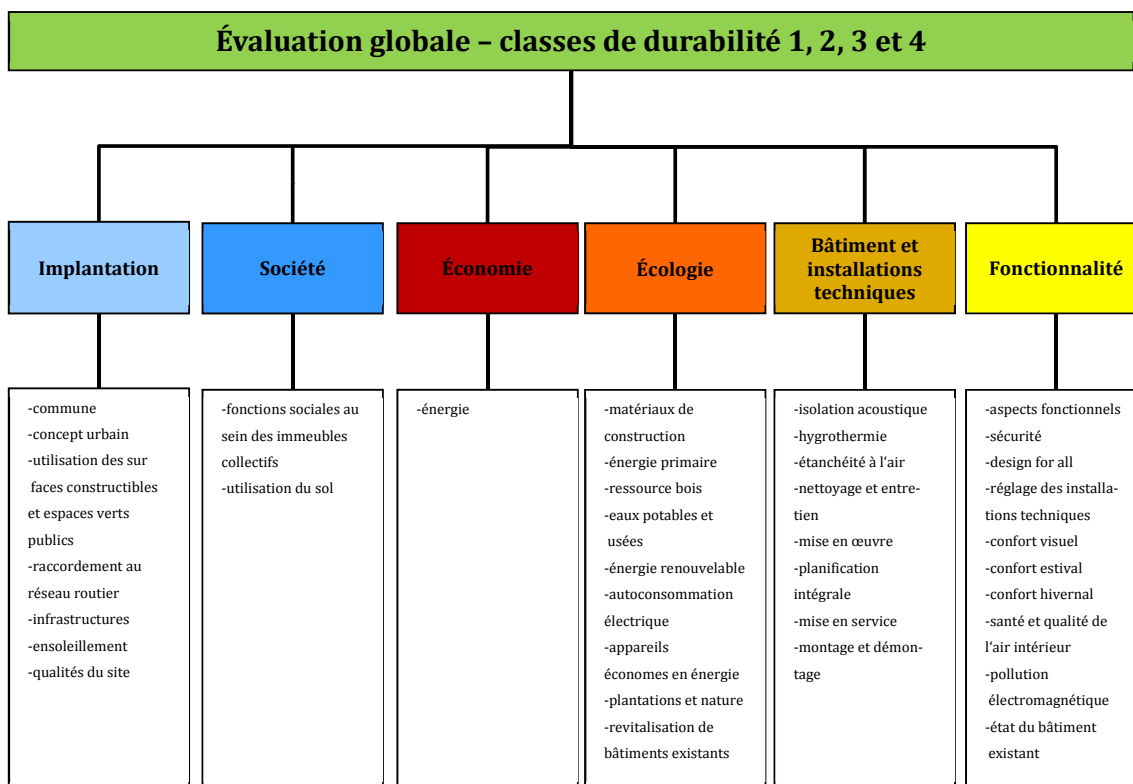 Évaluation globale – classes de durabilité 1, 2, 3 et 4
Implantation
-commune
-concept urbain
-utilisation des sur
faces constructibles
et espaces verts
publics
-raccordement au
réseau routier
-infrastructures
-ensoleillement
-qualités du site
Société
-fonctions sociales au
sein des immeubles
collectifs
-utilisation du sol
Économie
-énergie
Écologie
-matériaux de
construction
-énergie primaire
-ressource bois
-eaux potables et
usées
-énergie renouvelable
-autoconsommation
électrique
-appareils
économes en énergie
-plantations et nature
-revitalisation de
bâtiments existants
Bâtiment et
installations
techniques
-isolation acoustique
-hygrothermie
-étanchéité à l‘air
-nettoyage et entre-
tien
-mise en œuvre
-planification
intégrale
-mise en service
-montage et démon-
tage
Fonctionnalité
-aspects fonctionnels
-sécurité
-design for all
-réglage des installa-
tions techniques
-confort visuel
-confort estival
-confort hivernal
-santé et qualité de
l‘air intérieur
-pollution
électromagnétique
-état du bâtiment
existant